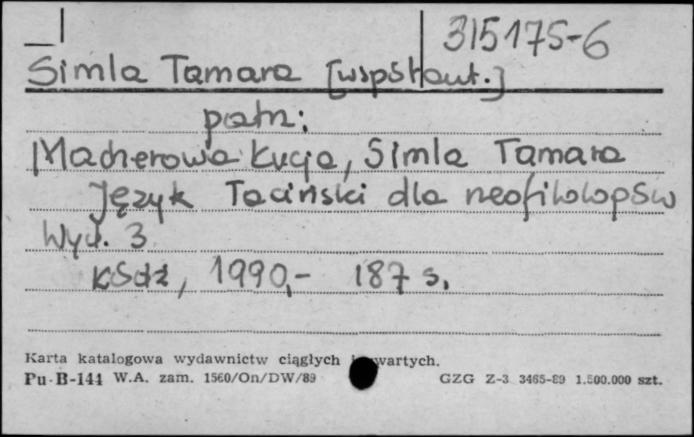 315175-6
Simla Tamara [współaut.]
patrz:
Macherowa Łucja, Simla Tamara
Język łaciński dla neofilologów
Wyd. 3
Łódź, 1990,- 187 s.
Karta katalogowa wydawnictw ciągłych wartych.
Pu-B-144 W.A. zam. 1560/On/DW/89 GZG Z-3 3465-89 1.500.000 szt.